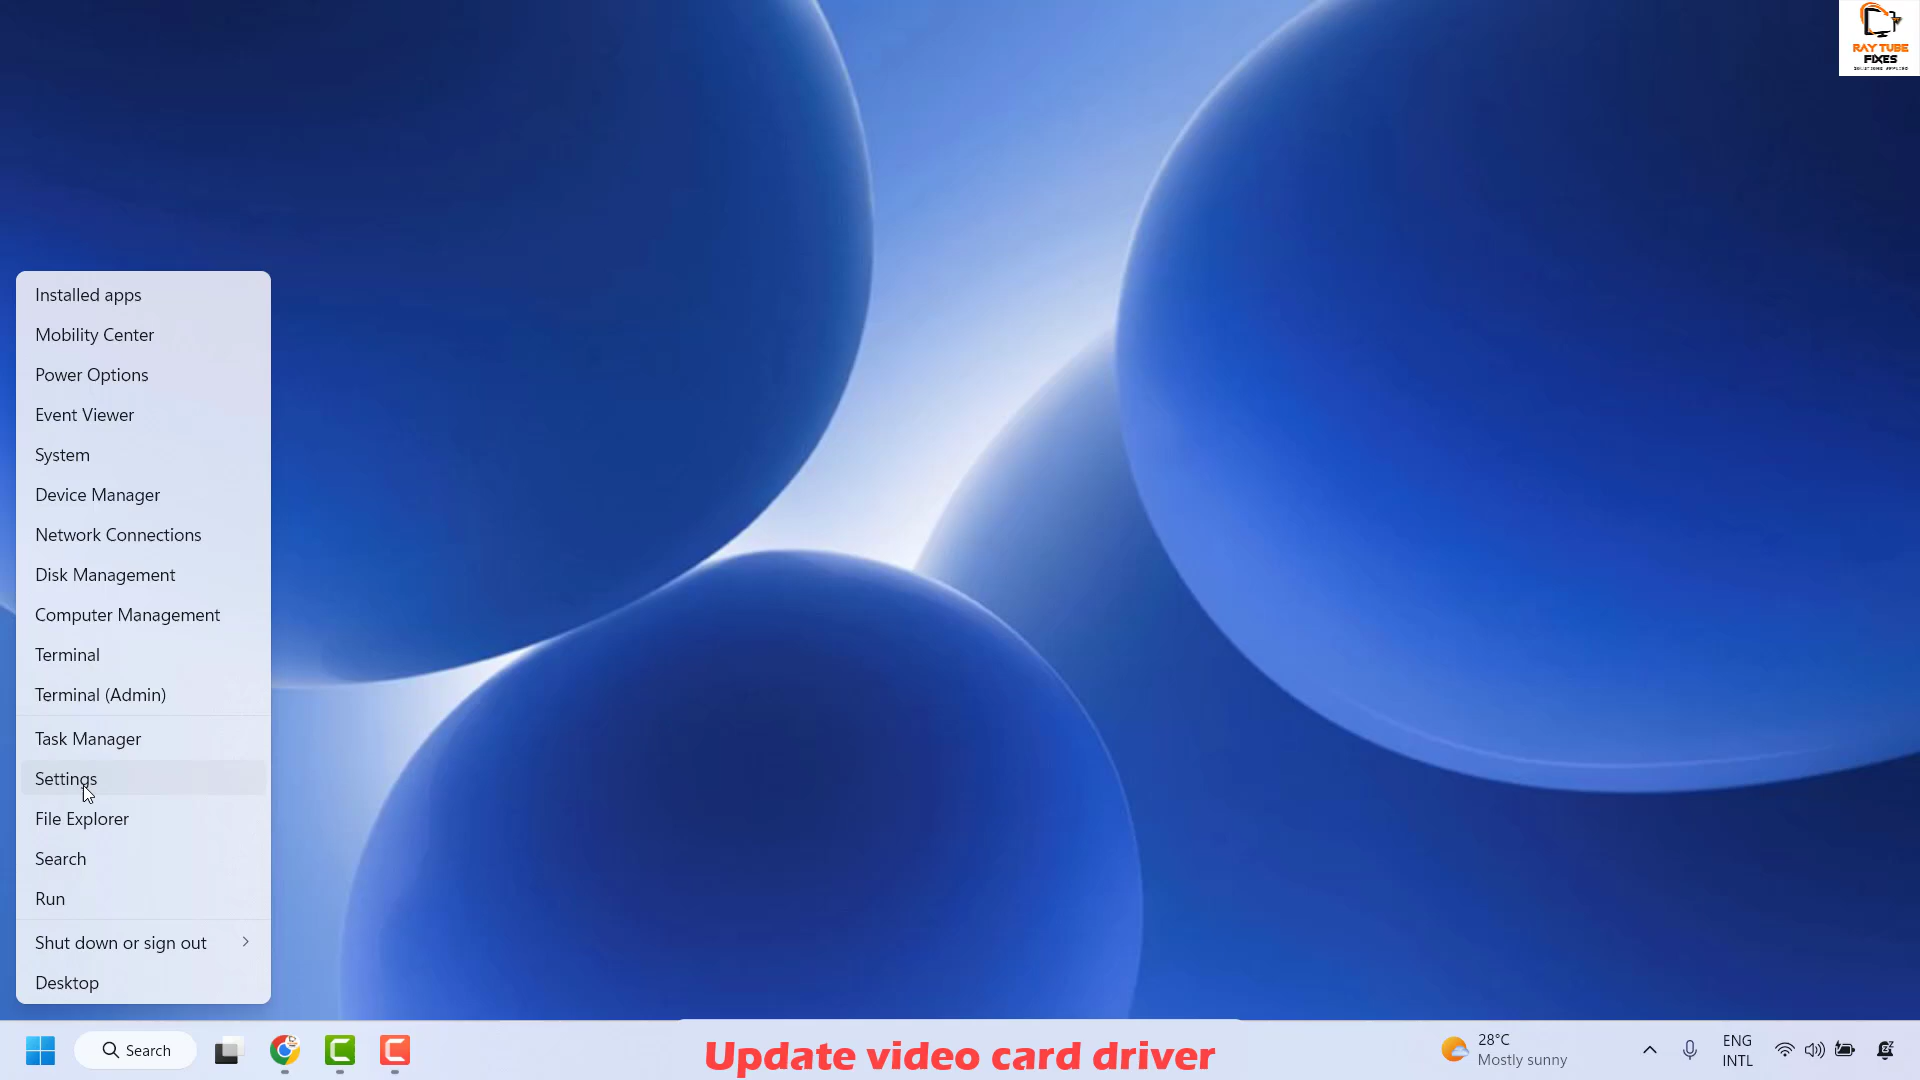 RAY TUBE
FIXES
Installed apps
Mobility Center
Power Options
Event Viewer
System
Device Manager
Network Connections
Disk Management
Computer Management
Terminal
Terminal (Admin)
Task Manager
Settings
File Explorer
Search
Run
Shut down or sign out
Desktop
Search
Update video card driver
28°C
Mostly sunny
ENG
INTL